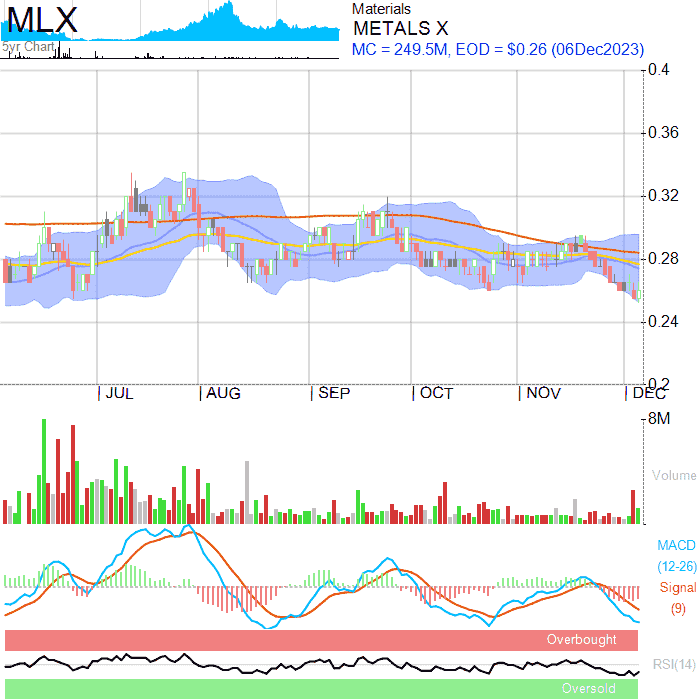 MLX
5yr Chart
Materials
METALS X
MC = 249.5M, EOD = $0.26 (06Dec2023)
0.4
0.36
0.32
0.28
0.24
0.2
JUL AUG SEP OCT NOV DEC
8M
Volume
MACD
(12-26)
Signal
(9)
Overbought
RSI(14)
Oversold